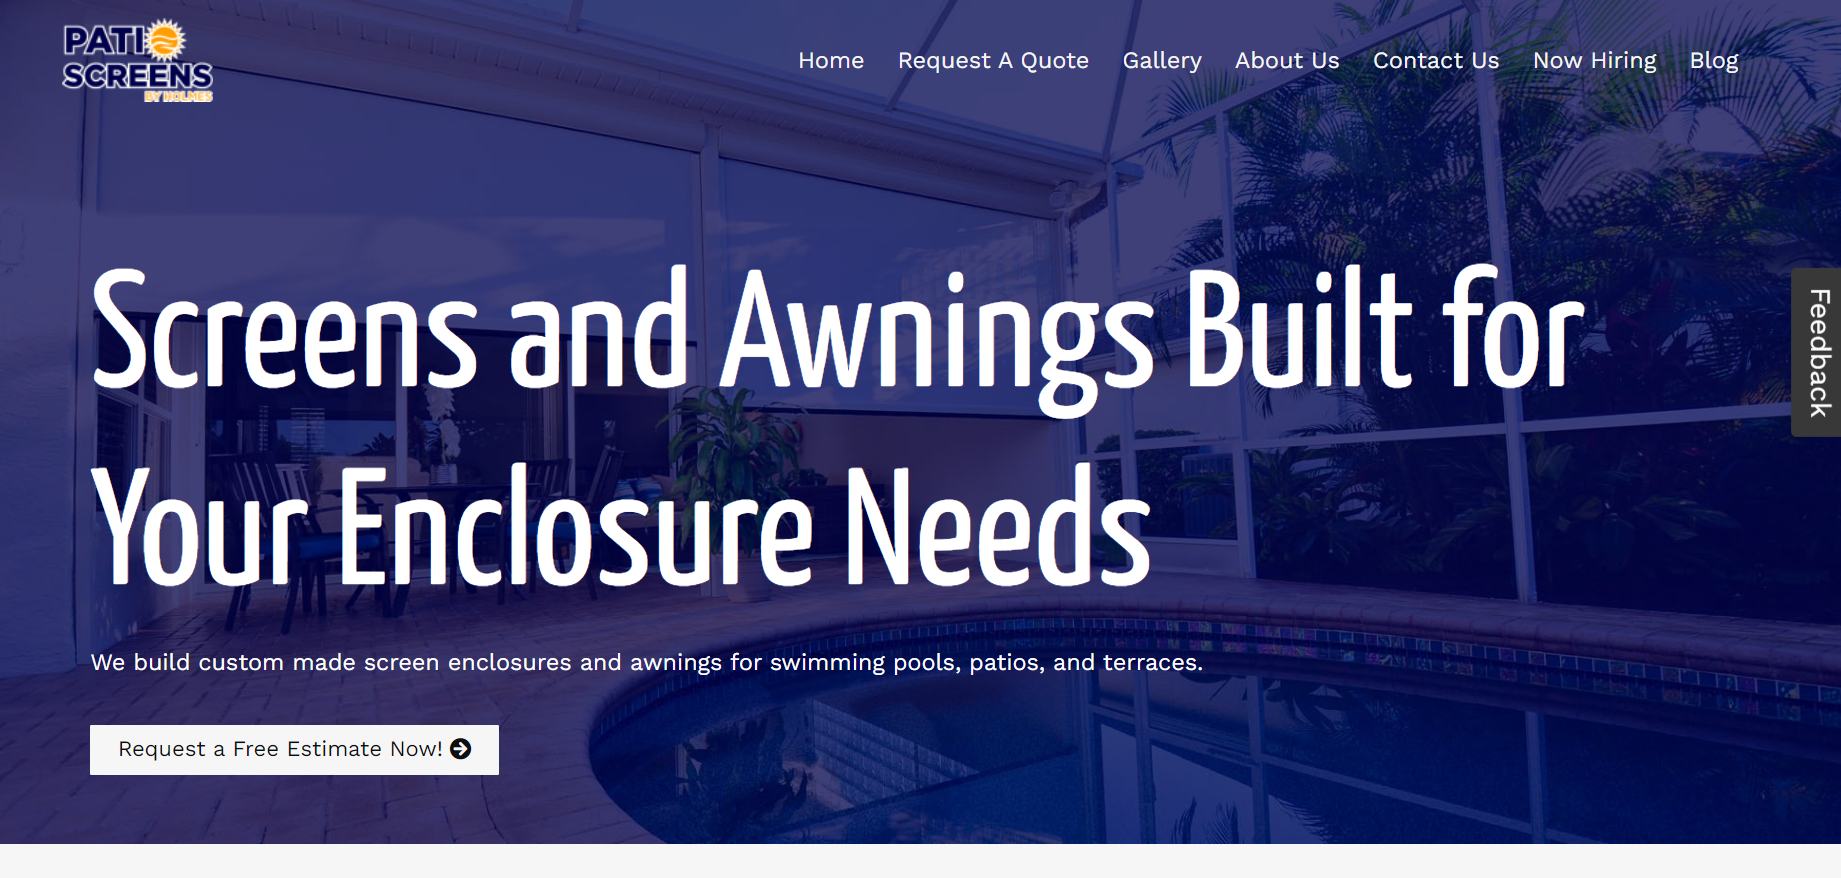 PATIO
SCREENS
BY HOLMES
Home Request A Quote Gallery About Us Contact Us Now Hiring Blog
Screens and Awnings Built for
Your Enclosure Needs
We build custom made screen enclosures and awnings for swimming pools, patios, and terraces.
Request a Free Estimate Now!
Feedback